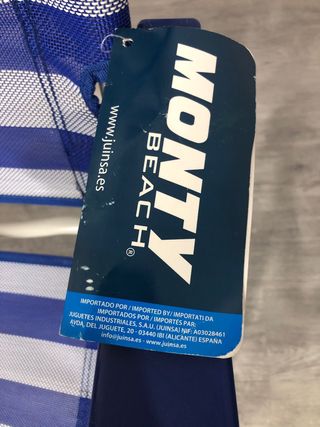 MONTY
BEACH®
www.juinsa.es
IMPORTADO POR / IMPORTED BY/ IMPORTATI DA
IMPORTADOS POR / IMPORTÉS PAR:
JUGUETES INDUSTRIALES, S.A.U. (JUINSA) NIF: A03028461
AVDA, DEL JUGUETE, 20 - 03440 IBI (ALICANTE) ESPAÑA
info@juinsa.es - www.juinsa.es